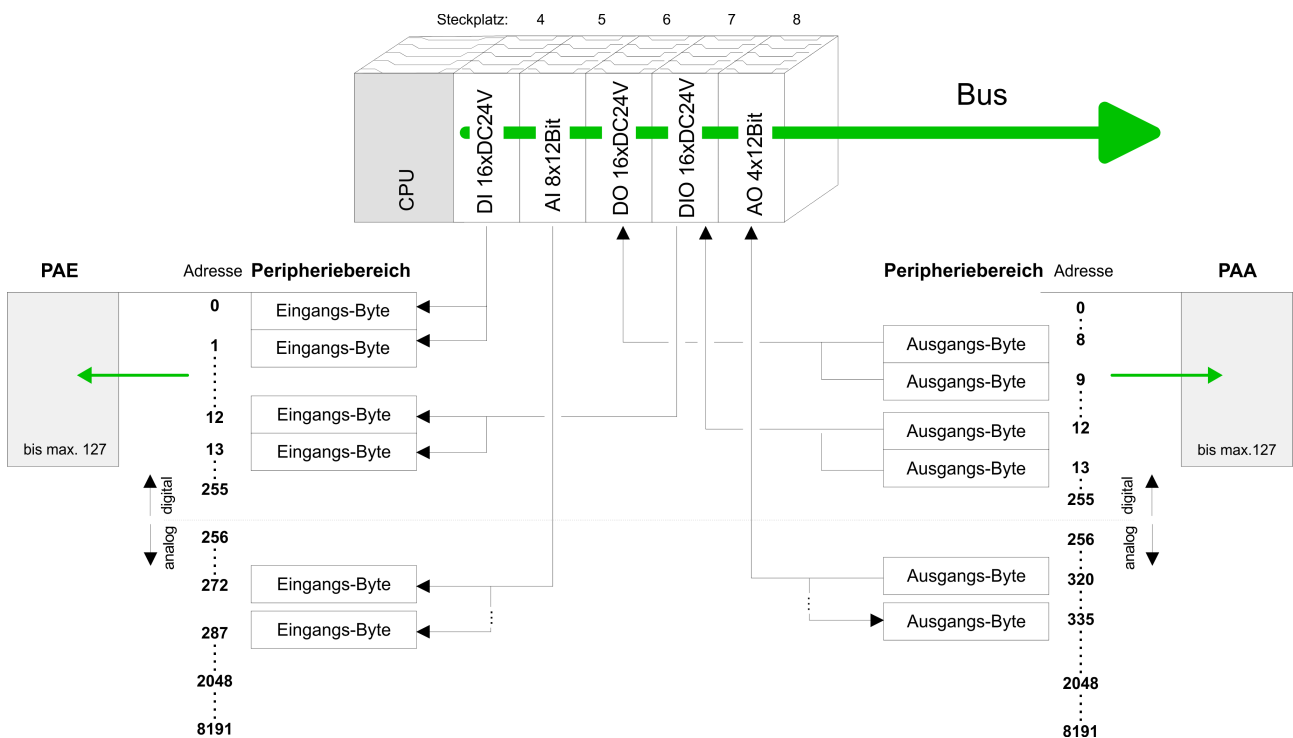 Steckplatz: 4 5 6 7 8
Bus
CPU
DI 16xDC24V
AI 8x12Bit
DO 16xDC24V
DIO 16xDC24V
AO 4x12Bit
PAE
Adresse Peripheriebereich
0 Eingangs-Byte
1 Eingangs-Byte
12 Eingangs-Byte
13 Eingangs-Byte
bis max. 127
255
digital
analog
256
272 Eingangs-Byte
287 Eingangs-Byte
2048
8191
Peripheriebereich Adresse
PAA
0
Ausgangs-Byte 8
Ausgangs-Byte 9
Ausgangs-Byte 12
Ausgangs-Byte 13
bis max.127
255
digital
analog
256
Ausgangs-Byte 320
Ausgangs-Byte 335
2048
8191